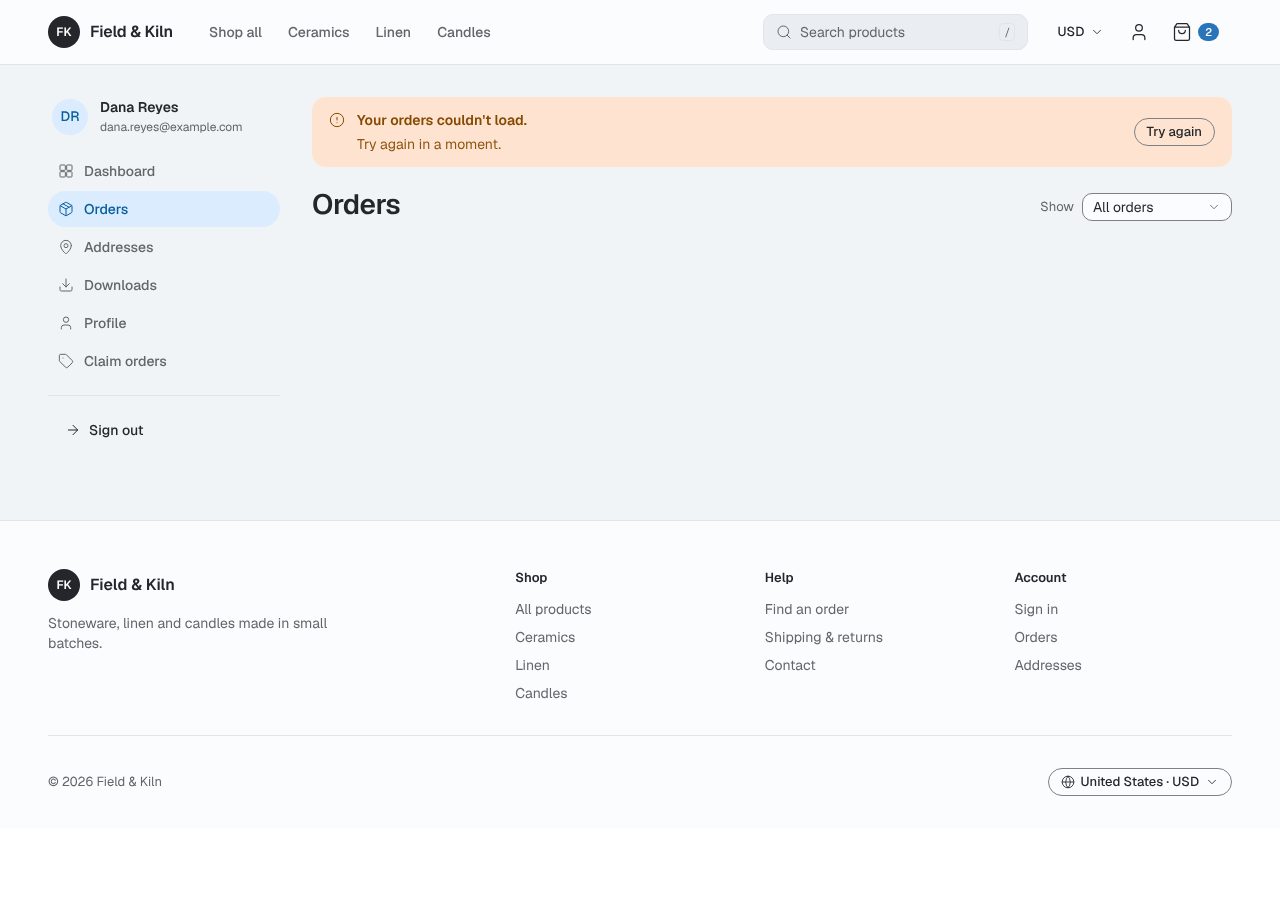 FK
Field & Kiln
Shop all
Ceramics
Linen
Candles
Search products
/
USD
2
DR
Dana Reyes
dana.reyes@example.com
Dashboard
Orders
Addresses
Downloads
Profile
Claim orders
Sign out
Your orders couldn't load.
Try again in a moment.
Try again
Orders
Show
All orders
FK
Field & Kiln
Stoneware, linen and candles made in small
batches.
Shop
All products
Ceramics
Linen
Candles
Help
Find an order
Shipping & returns
Contact
Account
Sign in
Orders
Addresses
© 2026 Field & Kiln
United States · USD